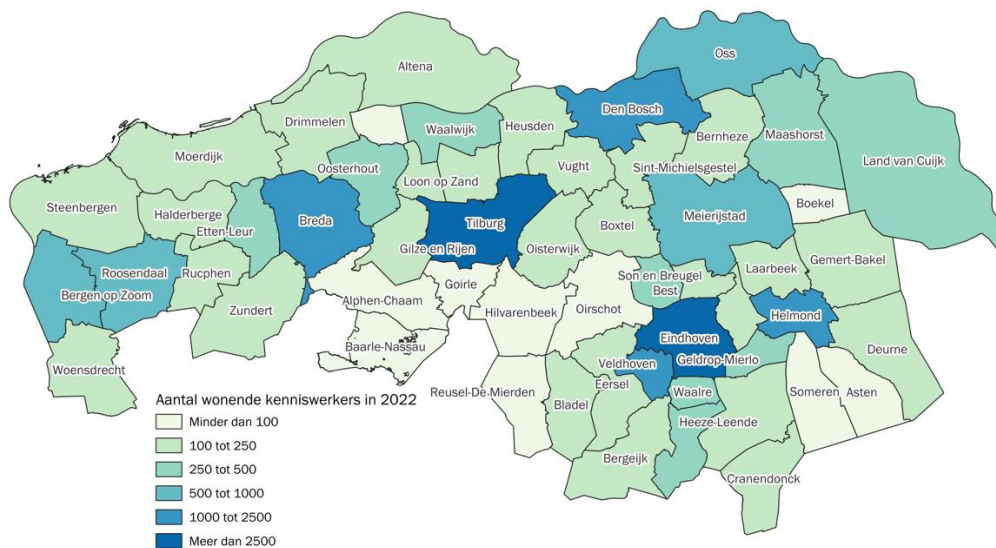 Oss
Altena
Den Bosch
Drimmelen
Waalwijk
Heusden
Bernheze
Maashorst
Moerdijk
Oosterhout
Vught
Sint-Michielsgestel
Land van Cuijk
Loon op Zand
Steenbergen
Halderberge
Boekel
Etten-Leur
Breda
Tilburg
Meierijstad
Boxtel
Gilze en Rijen
Oisterwijk
Gemert-Bakel
Roosendaal
Rucphen
Laarbeek
Son en Breugel
Goirle
Best
Bergen op Zoom
Alphen-Chaam
Zundert
Hilvarenbeek
Oirschot
Helmond
Eindhoven
Baarle-Nassau
Geldrop-Mierlo
Veldhoven
Deurne
Woensdrecht
Eersel
Reusel-De Mierden
Waalre
Someren
Asten
Bladel
Heeze-Leende
Bergeijk
Cranendonck
Aantal wonende kenniswerkers in 2022
Minder dan 100
100 tot 250
250 tot 500
500 tot 1000
1000 tot 2500
Meer dan 2500